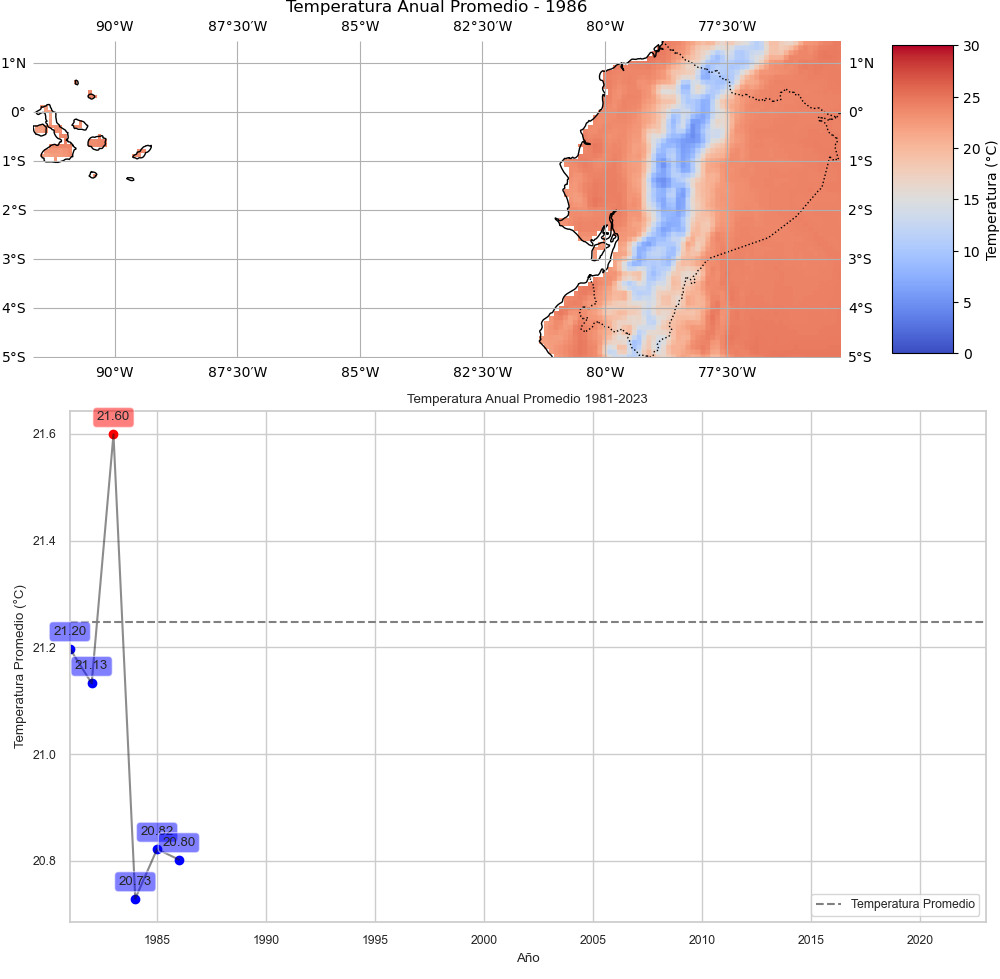 Temperatura Anual Promedio - 1986
90°W 87°30′W 85°W 82°30′W 80°W 77°30′W
30
1°N 1°N
25
0° 0°
20
1°S 1°S
15
Temperatura (°C)
2°S 2°S
10
3°S 3°S
5
4°S 4°S
0
5°S 5°S
90°W 87°30′W 85°W 82°30′W 80°W 77°30′W
Temperatura Anual Promedio 1981-2023
21.60
21.6
21.4
21.20
21.2
21.13
Temperatura Promedio (°C)
21.0
20.82
20.80
20.8
20.73
Temperatura Promedio
1985 1990 1995 2000 2005 2010 2015 2020
Año